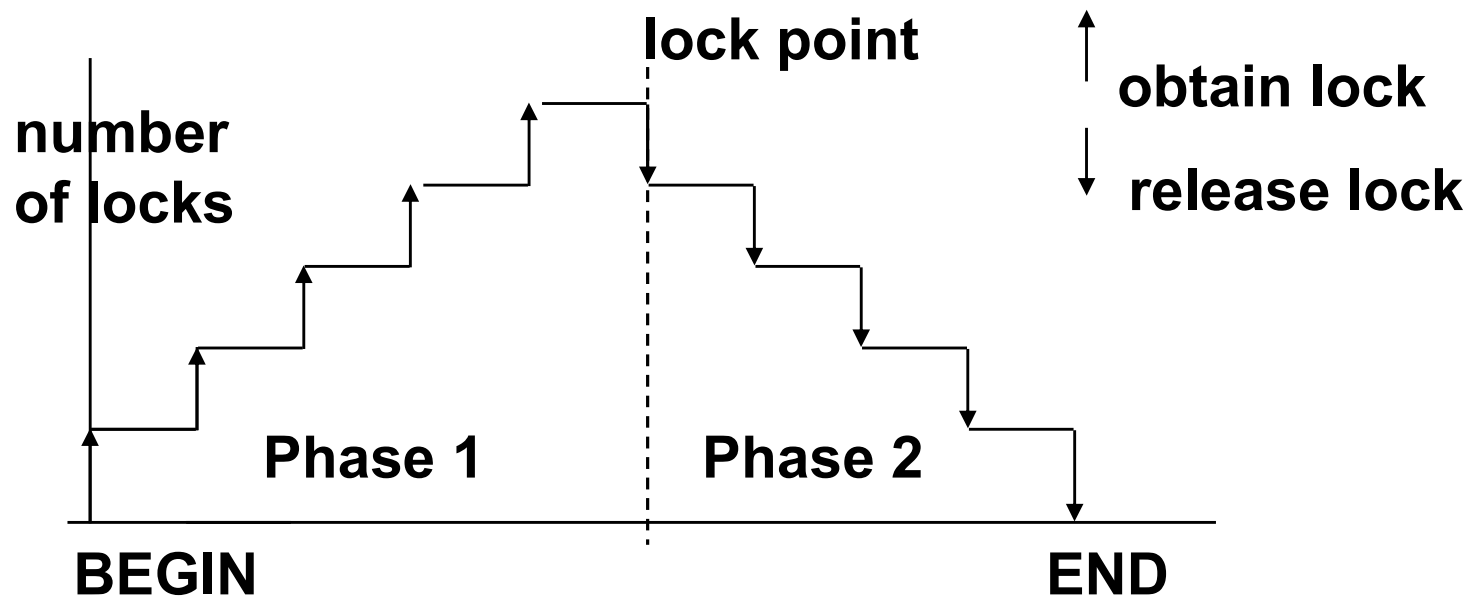 lock point
obtain lock
number
of locks
release lock
Phase 1
Phase 2
BEGIN
END